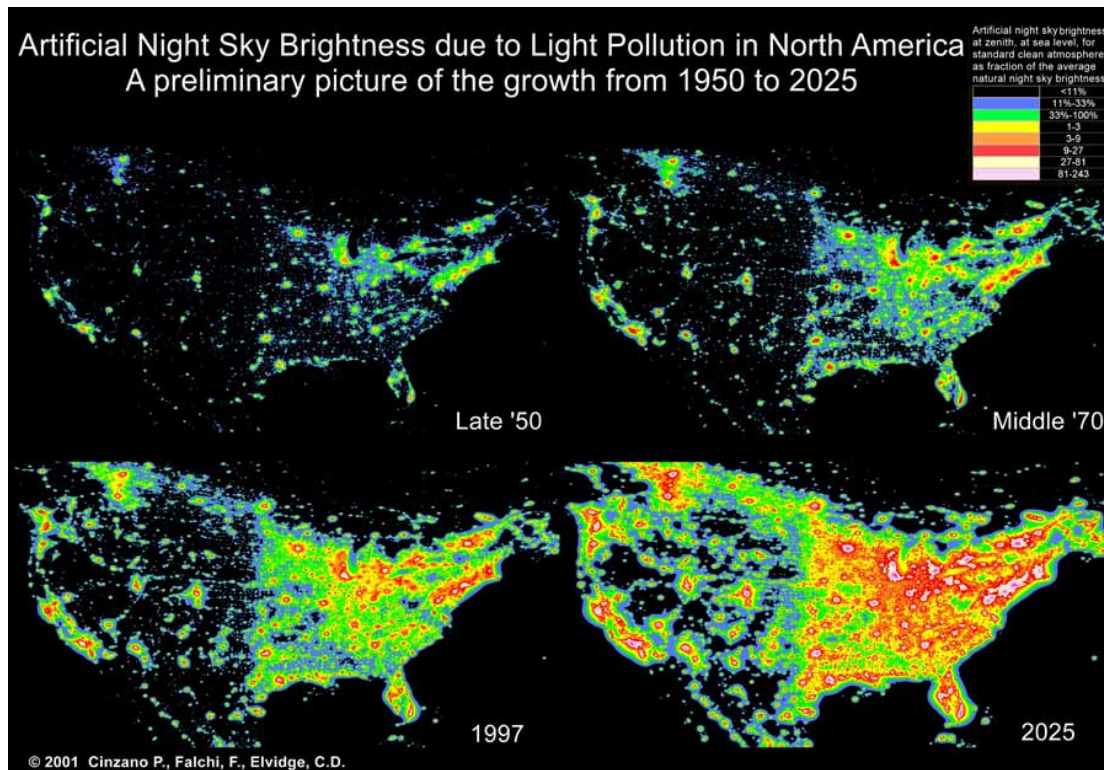 Artificial Night Sky Brightness due to Light Pollution in North America
A preliminary picture of the growth from 1950 to 2025
Artificial night sky brightness
at zenith, at sea level, for
standard clean atmosphere
as fraction of the average
natural night sky brightness
<11%
11%-33%
33%-100%
1-3
3-9
9-27
27-81
81-243
Late '50
Middle '70
1997
2025
© 2001 Cinzano P., Falchi, F., Elvidge, C.D.